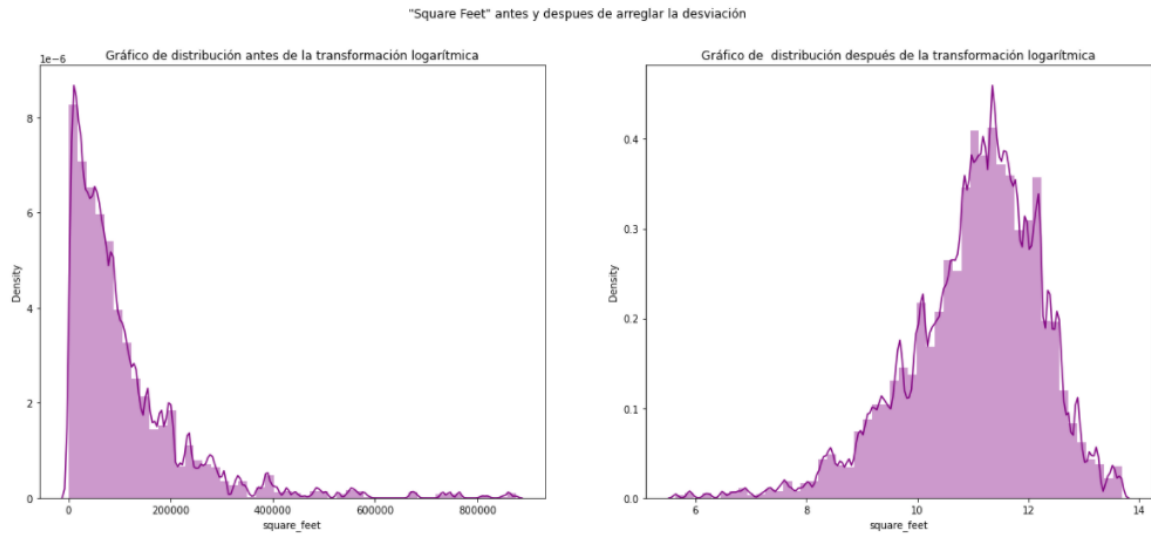 "Square Feet" antes y despues de arreglar la desviación
Gráfico de distribución antes de la transformación logarítmica
1e-6
8
6
4
2
0
Density
0 200000 400000 600000 800000
square_feet
Gráfico de  distribución después de la transformación logarítmica
0.4
0.3
0.2
0.1
0.0
Density
6 8 10 12 14
square_feet